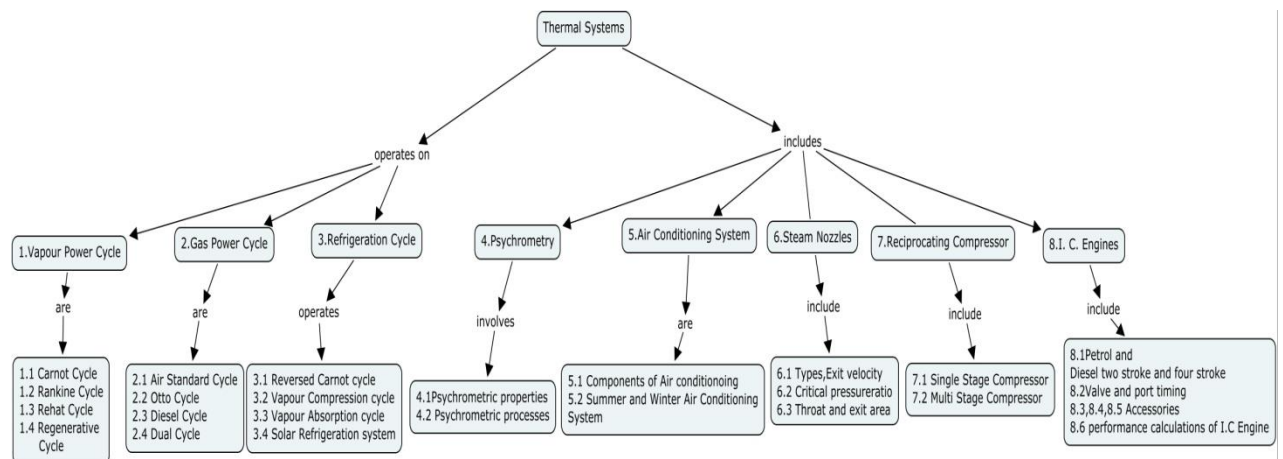 Thermal Systems
operates on
includes
1.Vapour Power Cycle
2.Gas Power Cycle
3.Refrigeration Cycle
4.Psychrometry
5.Air Conditioning System
6.Steam Nozzles
7.Reciprocating Compressor
8.I. C. Engines
are
are
operates
involves
are
include
include
include
1.1 Carnot Cycle
1.2 Rankine Cycle
1.3 Rehat Cycle
1.4 Regenerative
Cycle
2.1 Air Standard Cycle
2.2 Otto Cycle
2.3 Diesel Cycle
2.4 Dual Cycle
3.1 Reversed Carnot cycle
3.2 Vapour Compression cycle
3.3 Vapour Absorption cycle
3.4 Solar Refrigeration system
4.1Psychrometric properties
4.2 Psychrometric processes
5.1 Components of Air conditionoing
5.2 Summer and Winter Air Conditioning
System
6.1 Types,Exit velocity
6.2 Critical pressureratio
6.3 Throat and exit area
7.1 Single Stage Compressor
7.2 Multi Stage Compressor
8.1Petrol and
Diesel two stroke and four stroke
8.2Valve and port timing
8.3,8.4,8.5 Accessories
8.6 performance calculations of I.C Engine